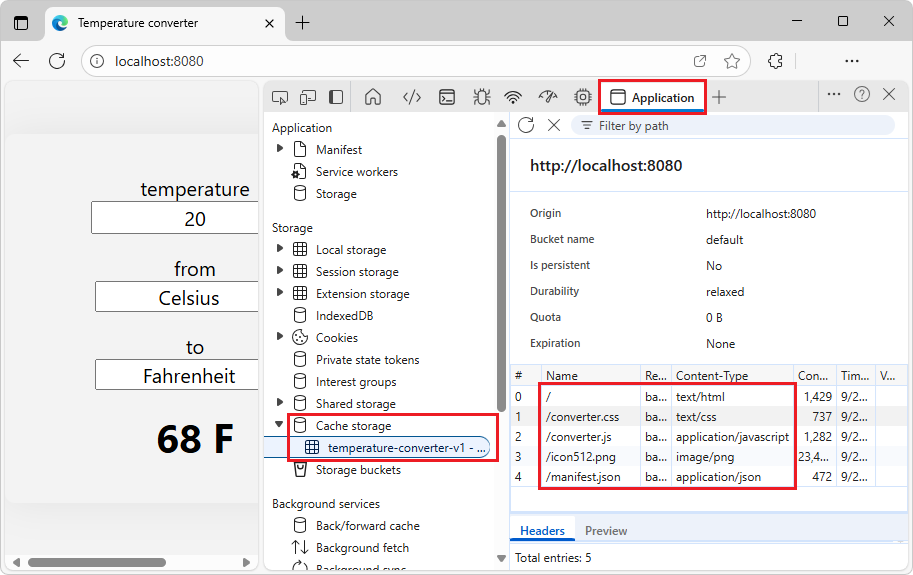 Temperature converter
localhost:8080
temperature
20
from
Celsius
to
Fahrenheit
68 F
Application
Application
Manifest
Service workers
Storage
Storage
Local storage
Session storage
Extension storage
IndexedDB
Cookies
Private state tokens
Interest groups
Shared storage
Cache storage
temperature-converter-v1 - ...
Storage buckets
Background services
Back/forward cache
Background fetch
Background sync
Filter by path
http://localhost:8080
Origin http://localhost:8080
Bucket name default
Is persistent No
Durability relaxed
Quota 0 B
Expiration None
# Name Re... Content-Type Con... Tim... V...
0 / ba... text/html 1,429 9/2...
1 /converter.css ba... text/css 737 9/2...
2 /converter.js ba... application/javascript 1,282 9/2...
3 /icon512.png ba... image/png 23,4... 9/2...
4 /manifest.json ba... application/json 472 9/2...
Headers Preview
Total entries: 5